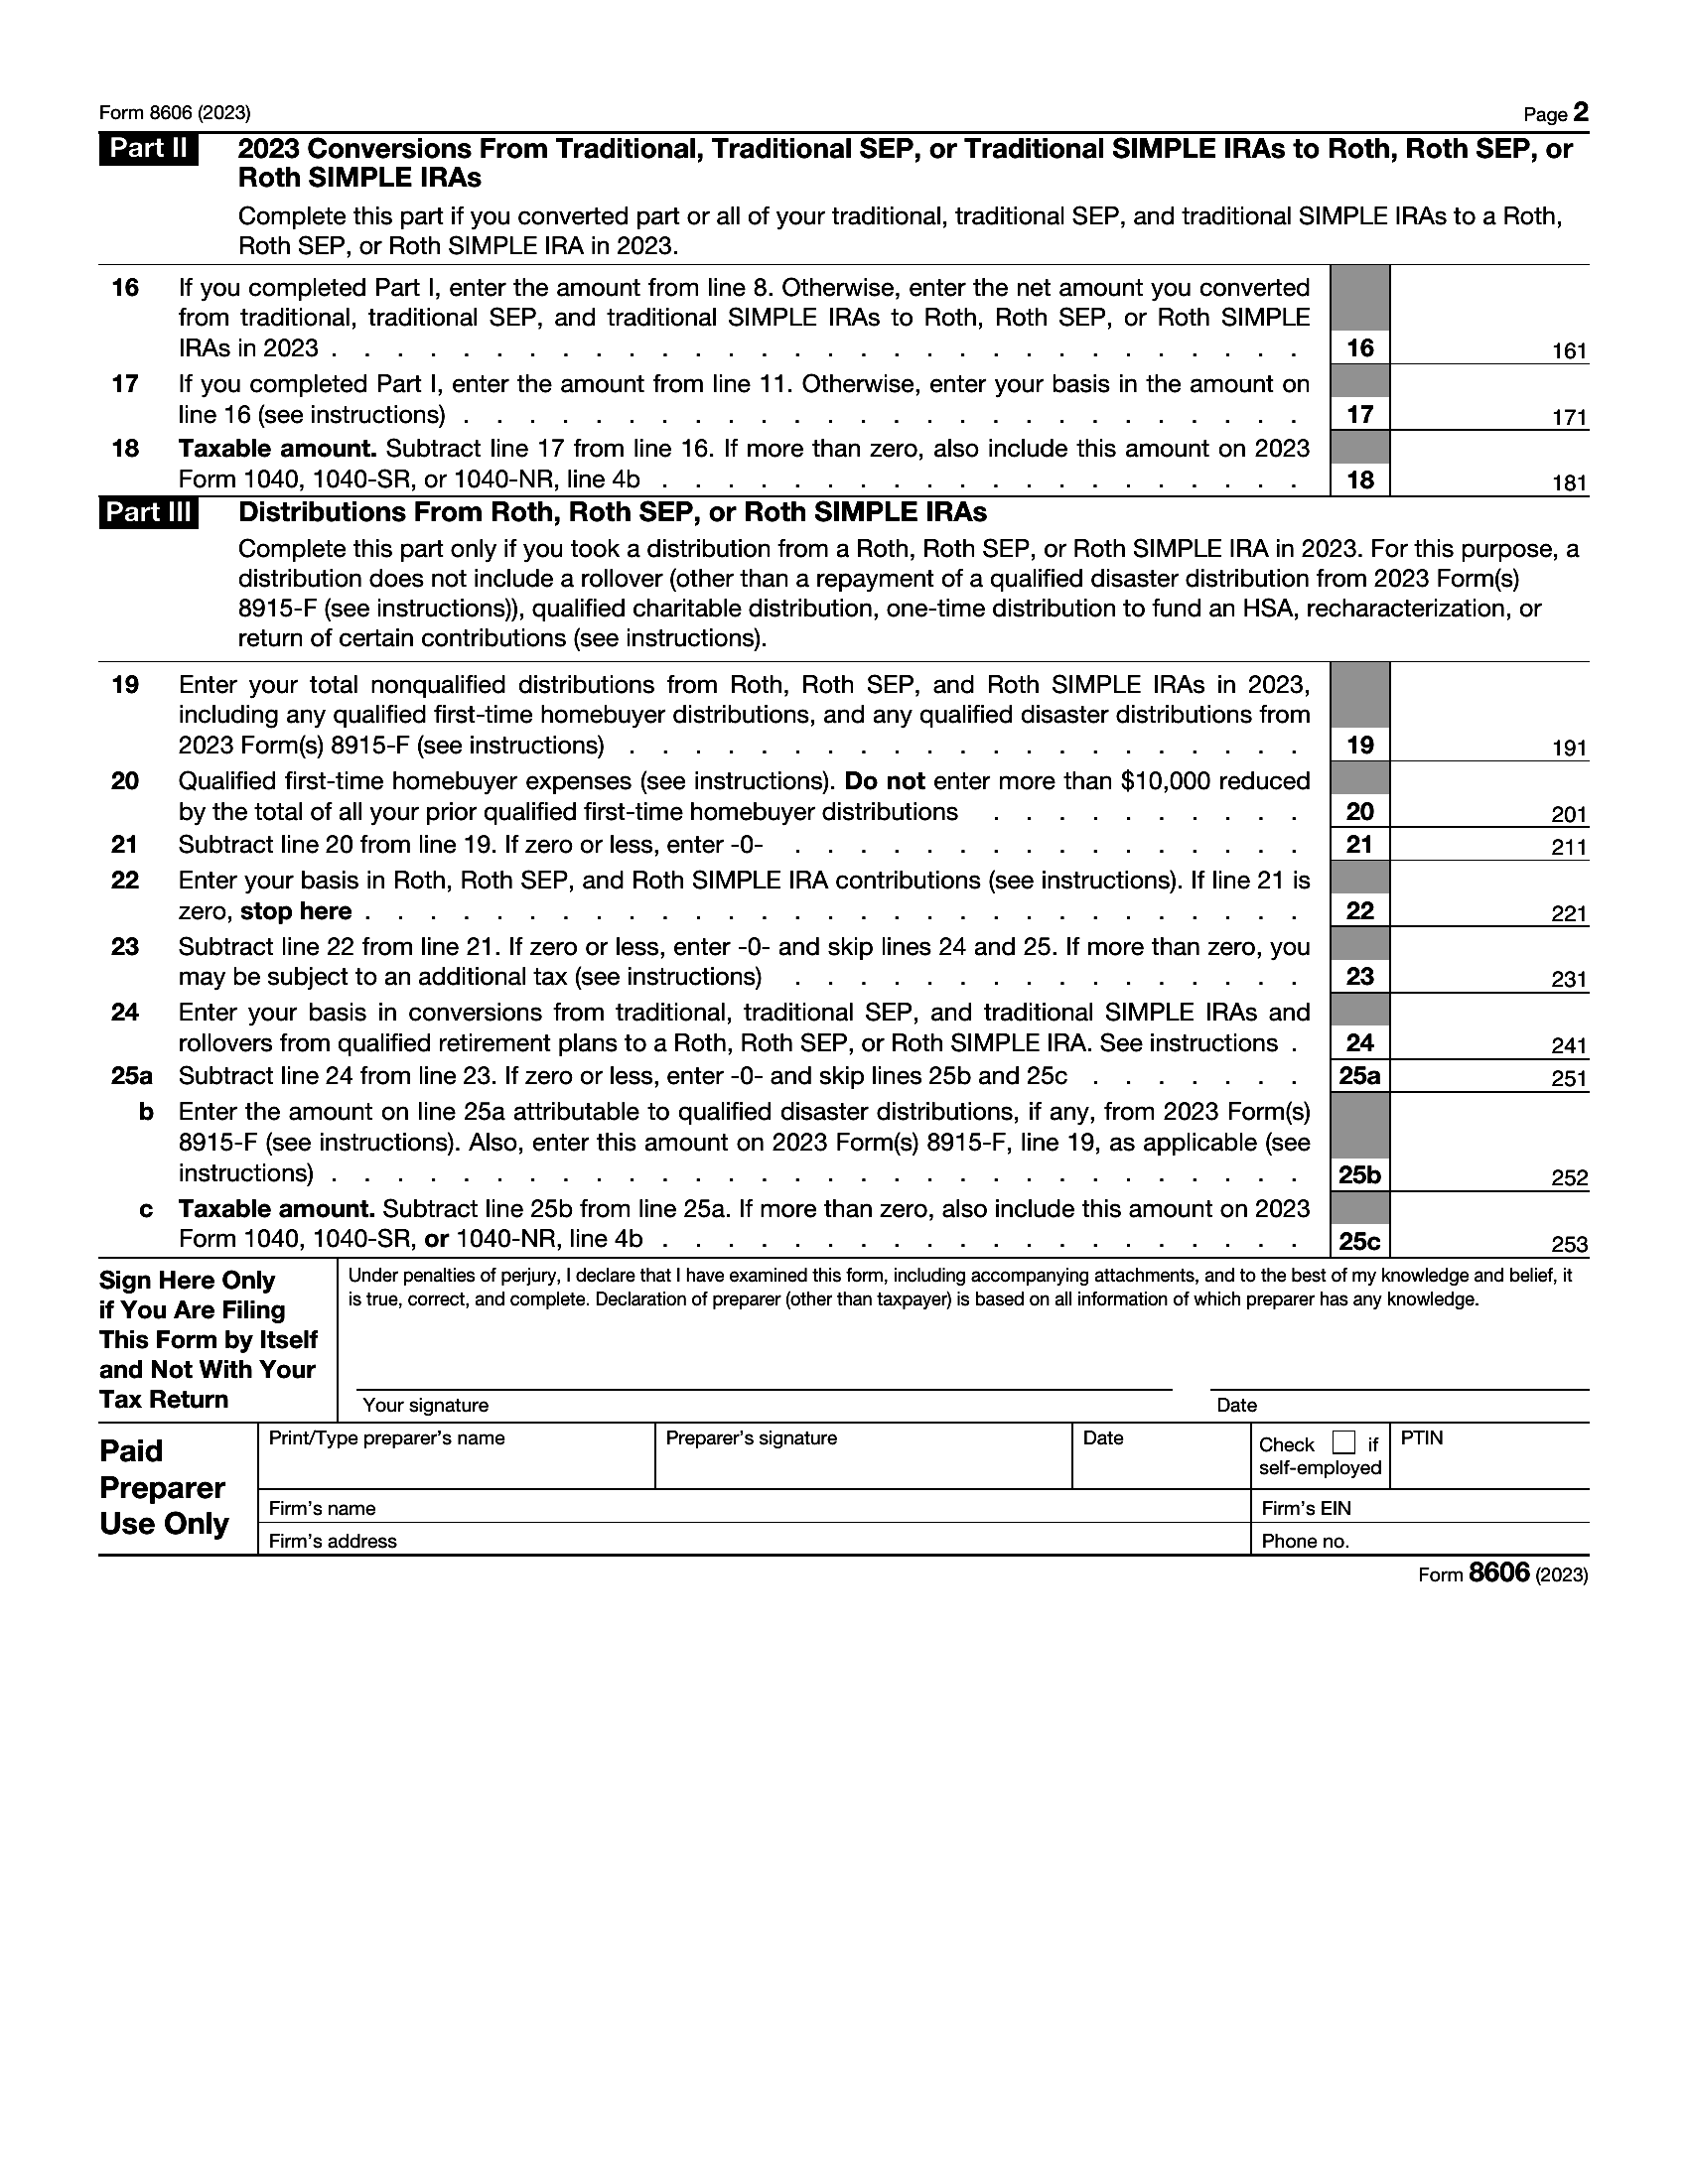 Form 8606 (2023) Page 2
Part II 2023 Conversions From Traditional, Traditional SEP, or Traditional SIMPLE IRAs to Roth, Roth SEP, or
Roth SIMPLE IRAs
Complete this part if you converted part or all of your traditional, traditional SEP, and traditional SIMPLE IRAs to a Roth,
Roth SEP, or Roth SIMPLE IRA in 2023.
16 If you completed Part I, enter the amount from line 8. Otherwise, enter the net amount you converted
from traditional, traditional SEP, and traditional SIMPLE IRAs to Roth, Roth SEP, or Roth SIMPLE
IRAs in 2023 . . . . . . . . . . . . . . . . . . . . . . . . . . . . . . 16 161
17 If you completed Part I, enter the amount from line 11. Otherwise, enter your basis in the amount on
line 16 (see instructions) . . . . . . . . . . . . . . . . . . . . . . . . . . 17 171
18 Taxable amount. Subtract line 17 from line 16. If more than zero, also include this amount on 2023
Form 1040, 1040-SR, or 1040-NR, line 4b . . . . . . . . . . . . . . . . . . . . 18 181
Part III Distributions From Roth, Roth SEP, or Roth SIMPLE IRAs
Complete this part only if you took a distribution from a Roth, Roth SEP, or Roth SIMPLE IRA in 2023. For this purpose, a
distribution does not include a rollover (other than a repayment of a qualified disaster distribution from 2023 Form(s)
8915-F (see instructions)), qualified charitable distribution, one-time distribution to fund an HSA, recharacterization, or
return of certain contributions (see instructions).
19 Enter your total nonqualified distributions from Roth, Roth SEP, and Roth SIMPLE IRAs in 2023,
including any qualified first-time homebuyer distributions, and any qualified disaster distributions from
2023 Form(s) 8915-F (see instructions) . . . . . . . . . . . . . . . . . . . . . 19 191
20 Qualified first-time homebuyer expenses (see instructions). Do not enter more than $10,000 reduced
by the total of all your prior qualified first-time homebuyer distributions . . . . . . . . . . 20 201
21 Subtract line 20 from line 19. If zero or less, enter -0- . . . . . . . . . . . . . . . . 21 211
22 Enter your basis in Roth, Roth SEP, and Roth SIMPLE IRA contributions (see instructions). If line 21 is
zero, stop here . . . . . . . . . . . . . . . . . . . . . . . . . . . . . 22 221
23 Subtract line 22 from line 21. If zero or less, enter -0- and skip lines 24 and 25. If more than zero, you
may be subject to an additional tax (see instructions) . . . . . . . . . . . . . . . . 23 231
24 Enter your basis in conversions from traditional, traditional SEP, and traditional SIMPLE IRAs and
rollovers from qualified retirement plans to a Roth, Roth SEP, or Roth SIMPLE IRA. See instructions . 24 241
25a Subtract line 24 from line 23. If zero or less, enter -0- and skip lines 25b and 25c . . . . . . . 25a 251
b Enter the amount on line 25a attributable to qualified disaster distributions, if any, from 2023 Form(s)
8915-F (see instructions). Also, enter this amount on 2023 Form(s) 8915-F, line 19, as applicable (see
instructions) . . . . . . . . . . . . . . . . . . . . . . . . . . . . . . 25b 252
c Taxable amount. Subtract line 25b from line 25a. If more than zero, also include this amount on 2023
Form 1040, 1040-SR, or 1040-NR, line 4b . . . . . . . . . . . . . . . . . . . . 25c 253
Sign Here Only
if You Are Filing
This Form by Itself
and Not With Your
Tax Return
Under penalties of perjury, I declare that I have examined this form, including accompanying attachments, and to the best of my knowledge and belief, it
is true, correct, and complete. Declaration of preparer (other than taxpayer) is based on all information of which preparer has any knowledge.
Your signature Date
Paid
Preparer
Use Only
Print/Type preparer's name Preparer's signature Date Check if
self-employed PTIN
Firm's name Firm's EIN
Firm's address Phone no.
Form 8606 (2023)